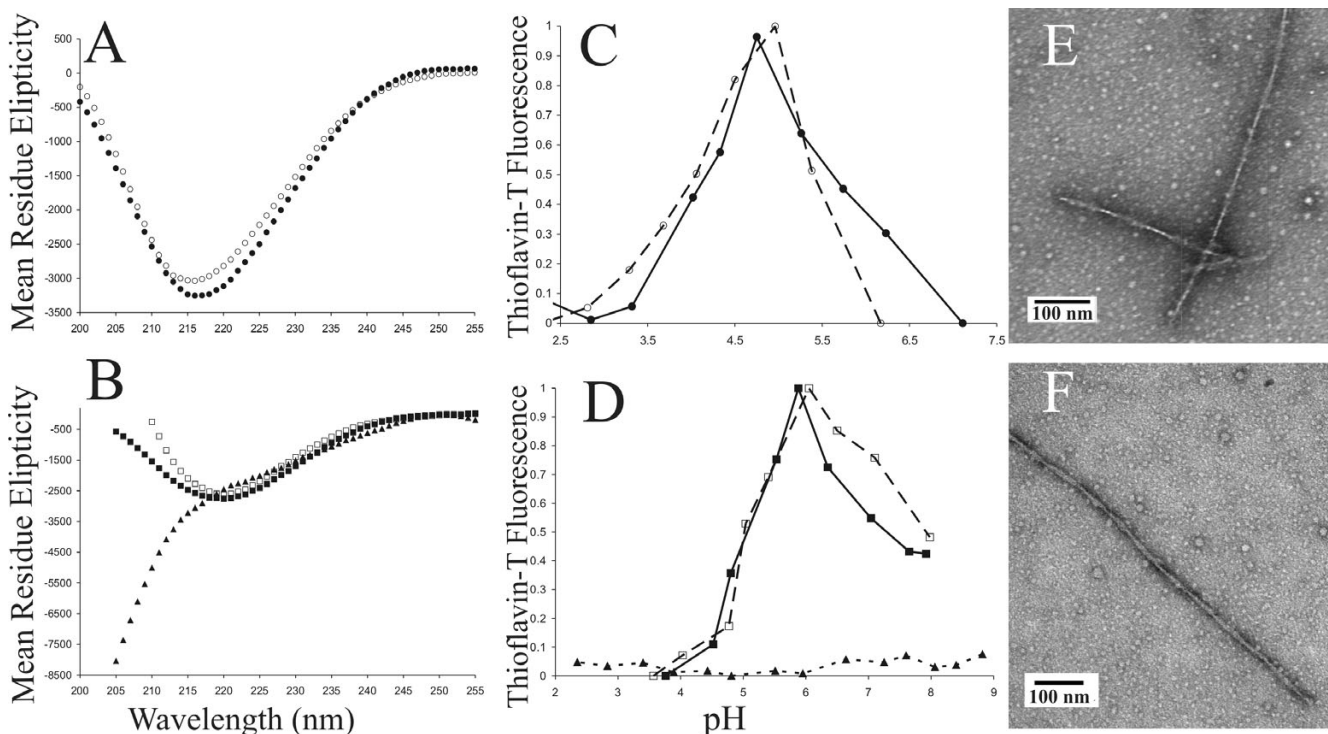 A
Mean Residue Elipticity
500
0
-500
-1000
-1500
-2000
-2500
-3000
-3500
200 205 210 215 220 225 230 235 240 245 250 255
B
Mean Residue Elipticity
-500
-1500
-2500
-3500
-4500
-5500
-6500
-7500
-8500
200 205 210 215 220 225 230 235 240 245 250 255
Wavelength (nm)
C
Thioflavin-T Fluorescence
1
0.9
0.8
0.7
0.6
0.5
0.4
0.3
0.2
0.1
0
2.5 3.5 4.5 5.5 6.5 7.5
D
Thioflavin-T Fluorescence
1
0.9
0.8
0.7
0.6
0.5
0.4
0.3
0.2
0.1
0
2 3 4 5 6 7 8 9
pH
E
100 nm
F
100 nm